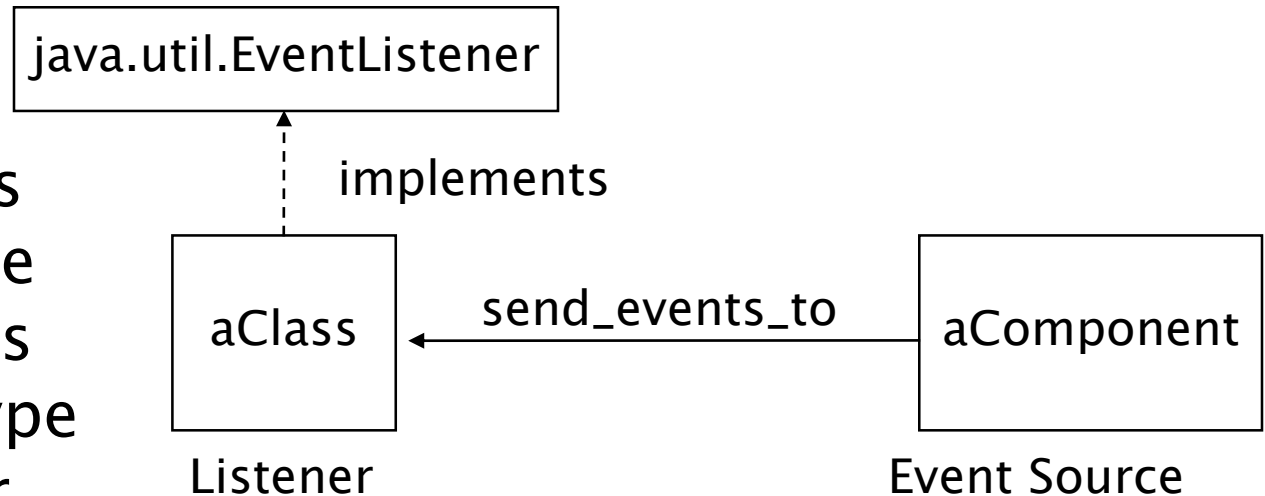 java.util.EventListener
implements
aClass
send_events_to
aComponent
Listener
Event Source